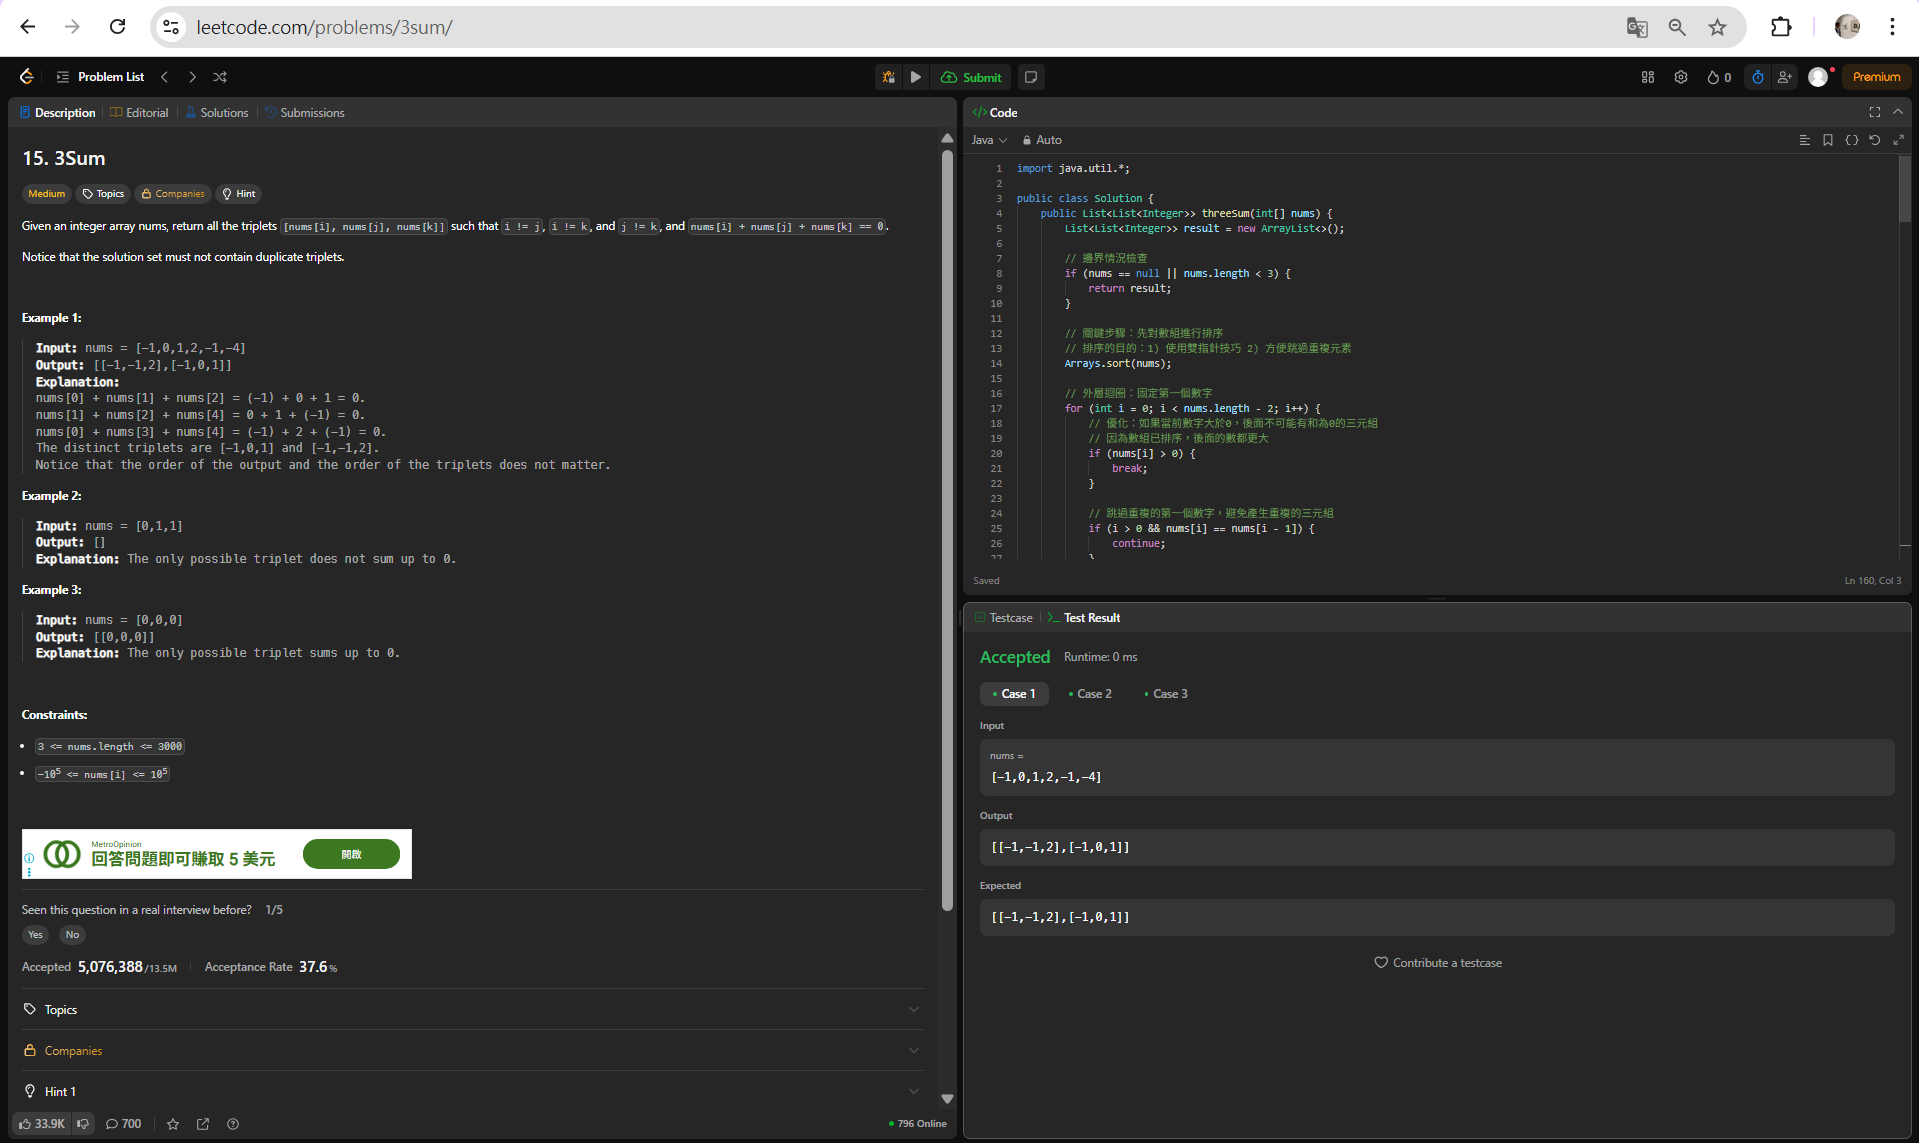 leetcode.com/problems/3sum/
Problem List
Submit
0
Premium
Description
Editorial
Solutions
Submissions
15. 3Sum
Medium
Topics
Companies
Hint
Given an integer array nums, return all the triplets [nums[i], nums[j], nums[k]] such that i != j, i != k, and j != k, and nums[i] + nums[j] + nums[k] == 0.
Notice that the solution set must not contain duplicate triplets.
Example 1:
Input: nums = [-1,0,1,2,-1,-4]
Output: [[-1,-1,2],[-1,0,1]]
Explanation:
nums[0] + nums[1] + nums[2] = (-1) + 0 + 1 = 0.
nums[1] + nums[2] + nums[4] = 0 + 1 + (-1) = 0.
nums[0] + nums[3] + nums[4] = (-1) + 2 + (-1) = 0.
The distinct triplets are [-1,0,1] and [-1,-1,2].
Notice that the order of the output and the order of the triplets does not matter.
Example 2:
Input: nums = [0,1,1]
Output: []
Explanation: The only possible triplet does not sum up to 0.
Example 3:
Input: nums = [0,0,0]
Output: [[0,0,0]]
Explanation: The only possible triplet sums up to 0.
Constraints:
3 <= nums.length <= 3000
-10⁵ <= nums[i] <= 10⁵
MetroOpinion
回答問題即可賺取 5 美元
開啟
Seen this question in a real interview before? 1/5
Yes
No
Accepted 5,076,388/13.5M
Acceptance Rate 37.6%
Topics
Companies
Hint 1
33.9K
700
796 Online
Code
Java
Auto
1 import java.util.*;
2
3 public class Solution {
4 public List<List<Integer>> threeSum(int[] nums) {
5 List<List<Integer>> result = new ArrayList<>();
6
7 // 邊界情況檢查
8 if (nums == null || nums.length < 3) {
9 return result;
10 }
11
12 // 關鍵步驟：先對數組進行排序
13 // 排序的目的：1) 使用雙指針技巧 2) 方便跳過重複元素
14 Arrays.sort(nums);
15
16 // 外層迴圈：固定第一個數字
17 for (int i = 0; i < nums.length - 2; i++) {
18 // 優化：如果當前數字大於0，後面不可能有和為0的三元組
19 // 因為數組已排序，後面的數都更大
20 if (nums[i] > 0) {
21 break;
22 }
23
24 // 跳過重複的第一個數字，避免產生重複的三元組
25 if (i > 0 && nums[i] == nums[i - 1]) {
26 continue;
27 }
Saved
Ln 160, Col 3
Testcase
Test Result
Accepted
Runtime: 0 ms
Case 1
Case 2
Case 3
Input
nums =
[-1,0,1,2,-1,-4]
Output
[[-1,-1,2],[-1,0,1]]
Expected
[[-1,-1,2],[-1,0,1]]
Contribute a testcase